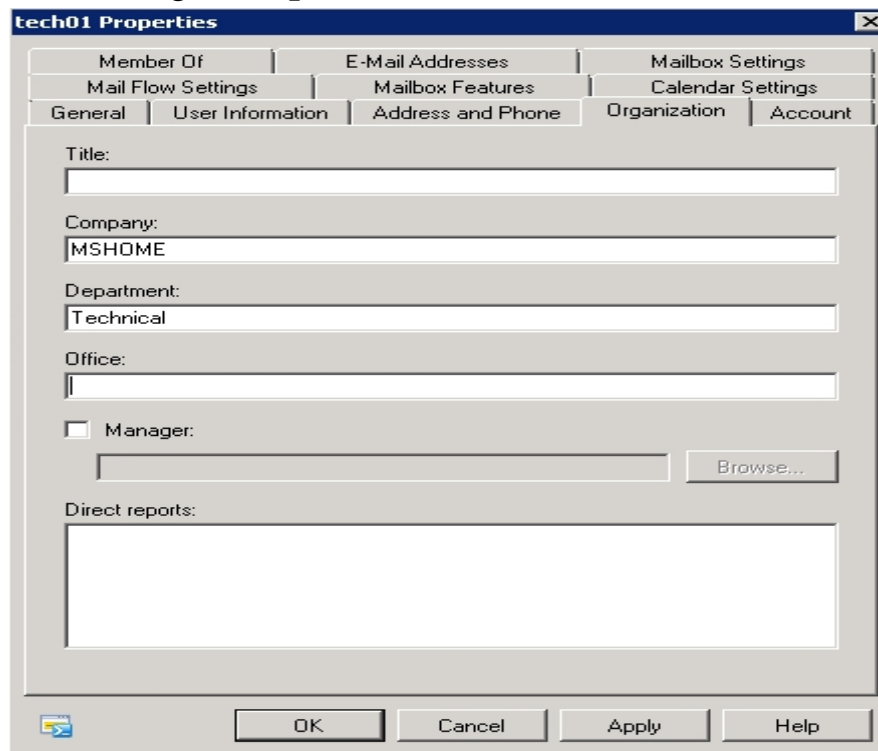 tech01 Properties
Member Of E-Mail Addresses Mailbox Settings
Mail Flow Settings Mailbox Features Calendar Settings
General User Information Address and Phone Organization Account
Title:
Company:
MSHOME
Department:
Technical
Office:
Manager:
Browse...
Direct reports:
OK Cancel Apply Help